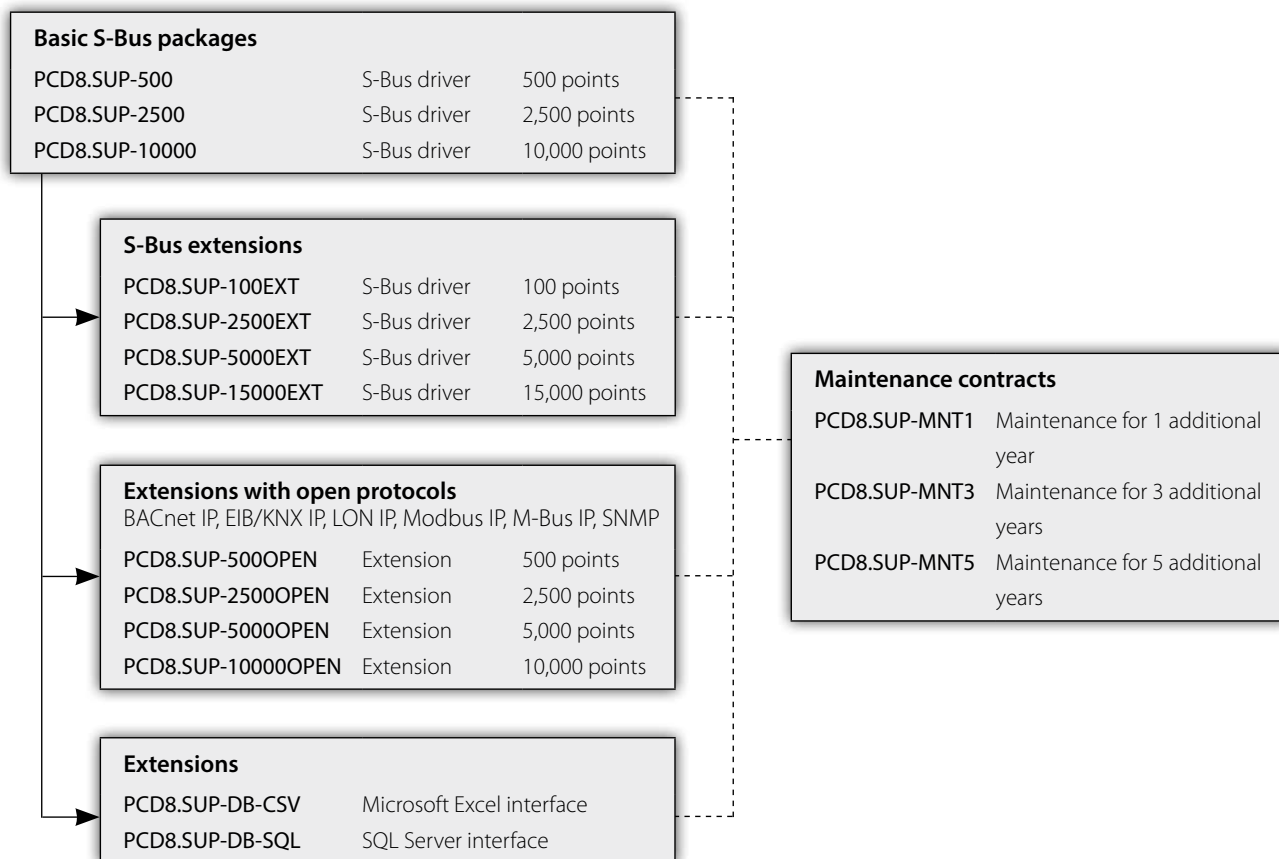 Basic S-Bus packages
PCD8.SUP-500 S-Bus driver 500 points
PCD8.SUP-2500 S-Bus driver 2,500 points
PCD8.SUP-10000 S-Bus driver 10,000 points
S-Bus extensions
PCD8.SUP-100EXT S-Bus driver 100 points
PCD8.SUP-2500EXT S-Bus driver 2,500 points
PCD8.SUP-5000EXT S-Bus driver 5,000 points
PCD8.SUP-15000EXT S-Bus driver 15,000 points
Extensions with open protocols
BACnet IP, EIB/KNX IP, LON IP, Modbus IP, M-Bus IP, SNMP
PCD8.SUP-500OPEN Extension 500 points
PCD8.SUP-2500OPEN Extension 2,500 points
PCD8.SUP-5000OPEN Extension 5,000 points
PCD8.SUP-10000OPEN Extension 10,000 points
Extensions
PCD8.SUP-DB-CSV Microsoft Excel interface
PCD8.SUP-DB-SQL SQL Server interface
Maintenance contracts
PCD8.SUP-MNT1 Maintenance for 1 additional
year
PCD8.SUP-MNT3 Maintenance for 3 additional
years
PCD8.SUP-MNT5 Maintenance for 5 additional
years